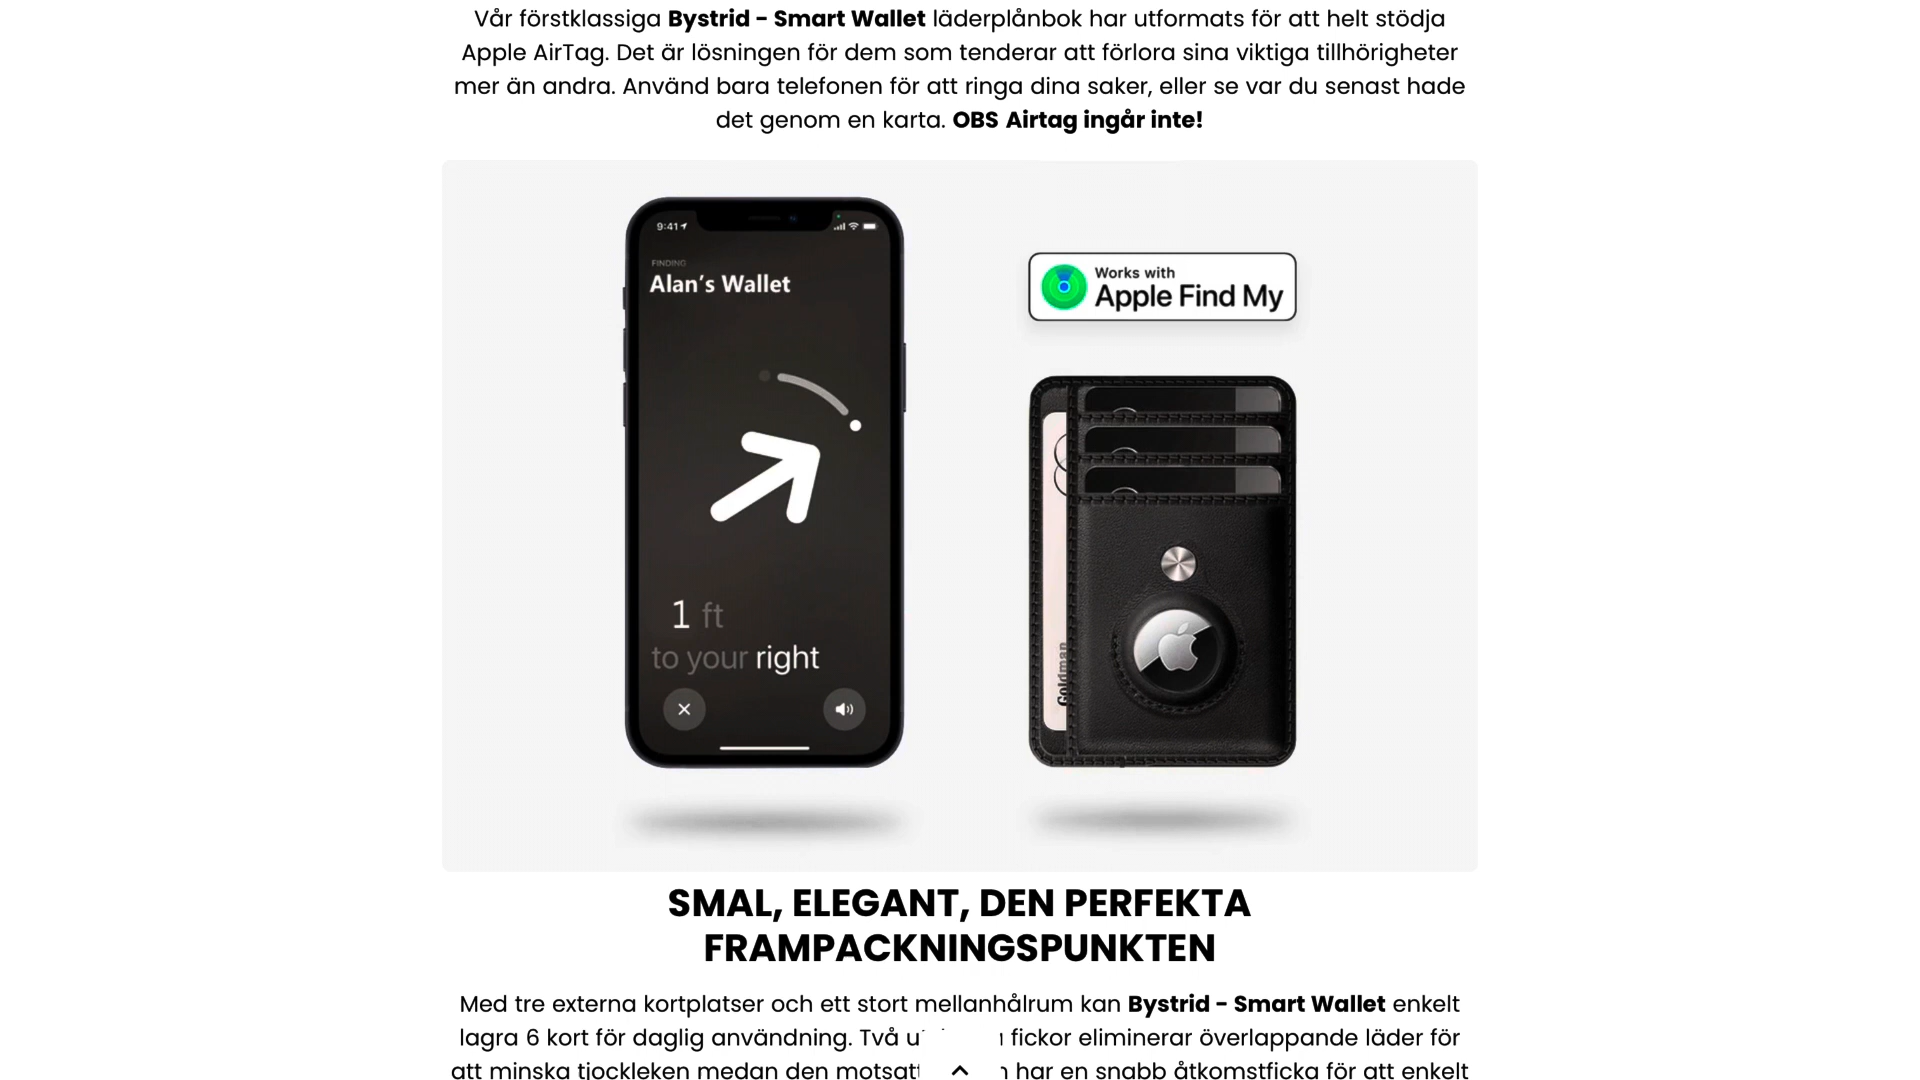 Vår förstklassiga Bystrid - Smart Wallet läderplånbok har utformats för att helt stödja
Apple AirTag. Det är lösningen för dem som tenderar att förlora sina viktiga tillhörigheter
mer än andra. Använd bara telefonen för att ringa dina saker, eller se var du senast hade
det genom en karta. OBS Airtag ingår inte!
9:41
FINDING
Alan's Wallet
1 ft
to your right
Works with
Apple Find My
Goldman
SMAL, ELEGANT, DEN PERFEKTA
FRAMPACKNINGSPUNKTEN
Med tre externa kortplatser och ett stort mellanhålrum kan Bystrid - Smart Wallet enkelt
lagra 6 kort för daglig användning. Två fickor eliminerar överlappande läder för
att minska tjockleken medan den har en snabb åtkomstficka för att enkelt